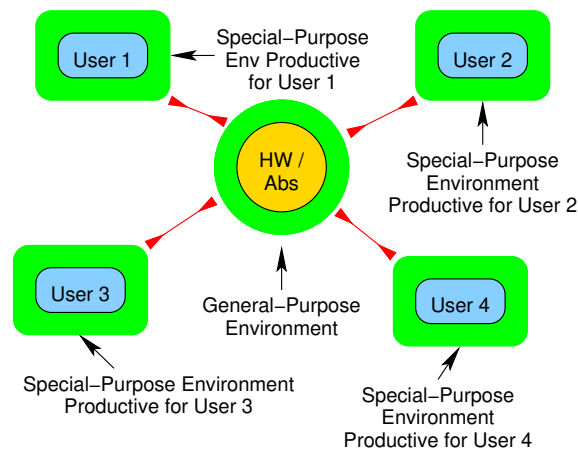 User 1
Special−Purpose
Env Productive
for User 1
User 2
Special−Purpose
Environment
Productive for User 2
HW /
Abs
General−Purpose
Environment
User 3
Special−Purpose Environment
Productive for User 3
User 4
Special−Purpose
Environment
Productive for User 4